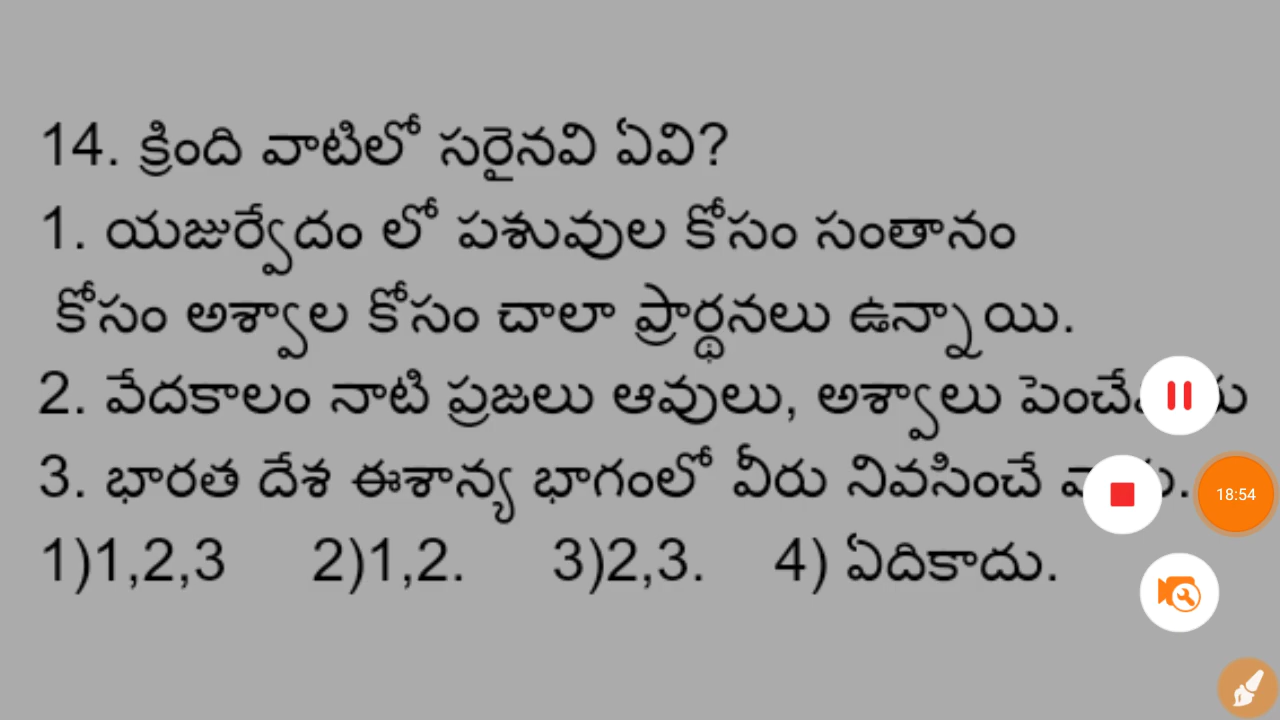 14. క్రింది వాటిలో సరైనవి ఏవి?
1. యజుర్వేదం లో పశువుల కోసం సంతానం
కోసం అశ్వాల కోసం చాలా ప్రార్థనలు ఉన్నాయి.
2. వేదకాలం నాటి ప్రజలు ఆవులు, అశ్వాలు
3. భారత దేశ ఈశాన్య భాగంలో వీరు నివసించే
18:54
1)1,2,3 2)1,2. 3)2,3. 4) ఏదికాదు.